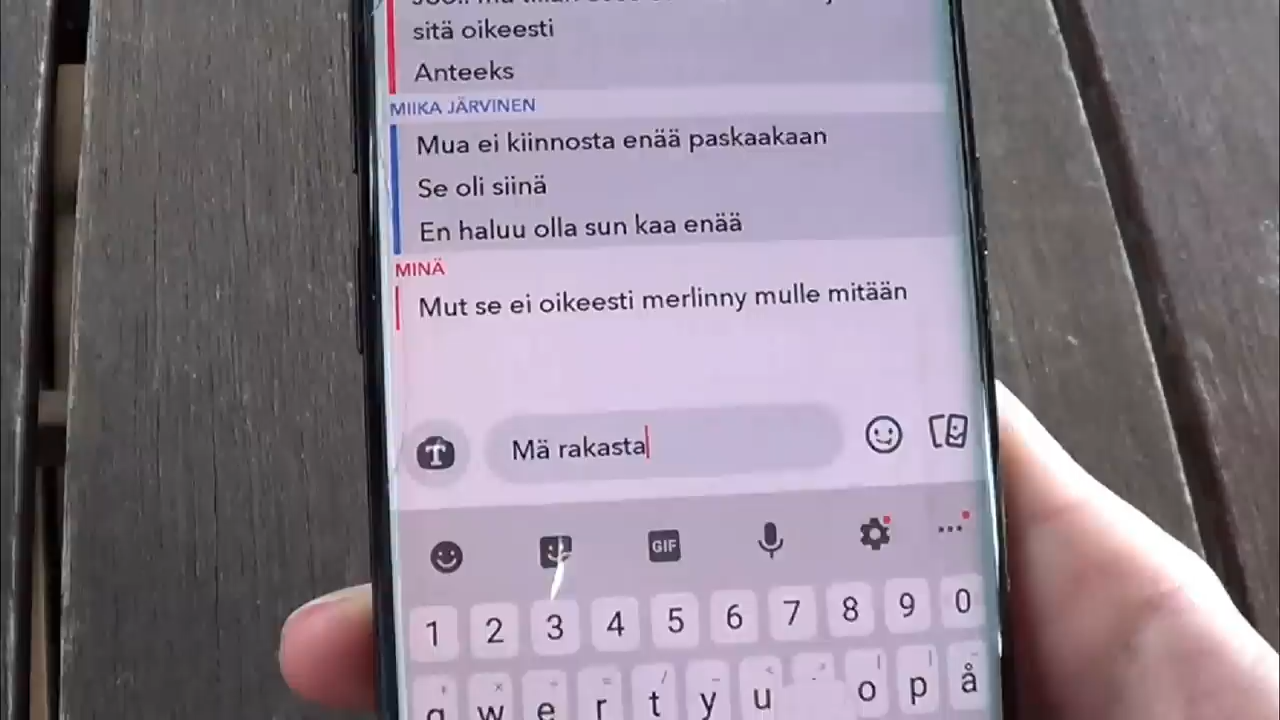 sitä oikeesti
Anteeks
MIIKA JÄRVINEN
Mua ei kiinnosta enää paskaakaan
Se oli siinä
En haluu olla sun kaa enää
MINÄ
Mut se ei oikeesti merlinny mulle mitään
T
Mä rakasta
GIF
1 2 3 4 5 6 7 8 9 0
q w e r t y u o p å